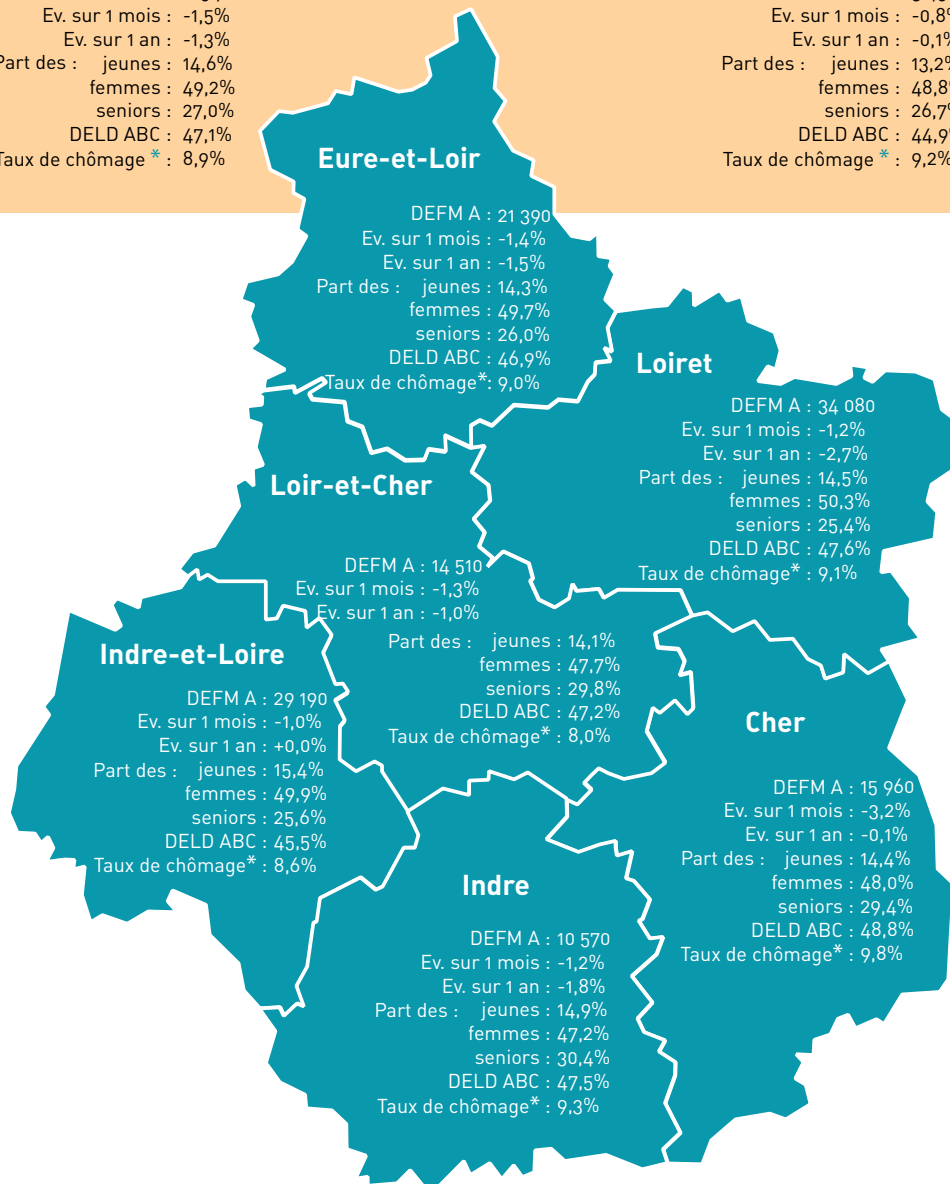 Ev. sur 1 mois : -1,5%
Ev. sur 1 an : -1,3%
Part des : jeunes : 14,6%
femmes : 49,2%
seniors : 27,0%
DELD ABC : 47,1%
Taux de chômage * : 8,9%
Ev. sur 1 mois : -0,8%
Ev. sur 1 an : -0,1%
Part des : jeunes : 13,2%
femmes : 48,8%
seniors : 26,7%
DELD ABC : 44,9%
Taux de chômage * : 9,2%
Eure-et-Loir
DEFM A : 21 390
Ev. sur 1 mois : -1,4%
Ev. sur 1 an : -1,5%
Part des : jeunes : 14,3%
femmes : 49,7%
seniors : 26,0%
DELD ABC : 46,9%
Taux de chômage* : 9,0%
Loiret
DEFM A : 34 080
Ev. sur 1 mois : -1,2%
Ev. sur 1 an : -2,7%
Part des : jeunes : 14,5%
femmes : 50,3%
seniors : 25,4%
DELD ABC : 47,6%
Taux de chômage* : 9,1%
Loir-et-Cher
DEFM A : 14 510
Ev. sur 1 mois : -1,3%
Ev. sur 1 an : -1,0%
Part des : jeunes : 14,1%
femmes : 47,7%
seniors : 29,8%
DELD ABC : 47,2%
Taux de chômage* : 8,0%
Indre-et-Loire
DEFM A : 29 190
Ev. sur 1 mois : -1,0%
Ev. sur 1 an : +0,0%
Part des : jeunes : 15,4%
femmes : 49,9%
seniors : 25,6%
DELD ABC : 45,5%
Taux de chômage* : 8,6%
Cher
DEFM A : 15 960
Ev. sur 1 mois : -3,2%
Ev. sur 1 an : -0,1%
Part des : jeunes : 14,4%
femmes : 48,0%
seniors : 29,4%
DELD ABC : 48,8%
Taux de chômage* : 9,8%
Indre
DEFM A : 10 570
Ev. sur 1 mois : -1,2%
Ev. sur 1 an : -1,8%
Part des : jeunes : 14,9%
femmes : 47,2%
seniors : 30,4%
DELD ABC : 47,5%
Taux de chômage* : 9,3%